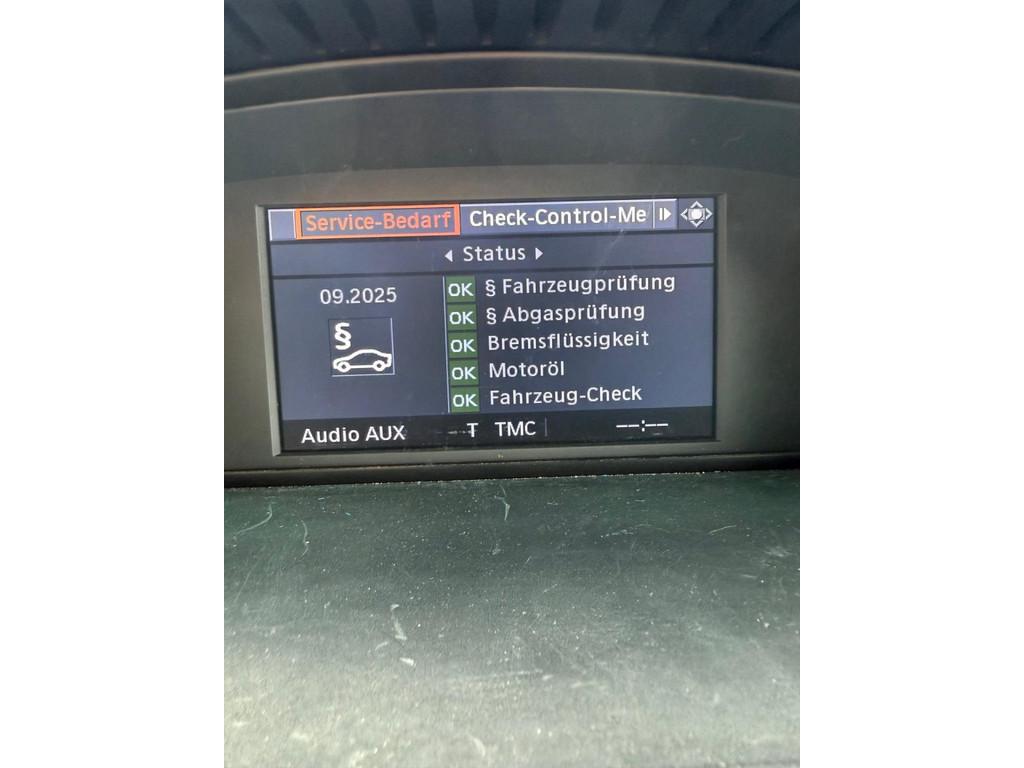 Service-Bedarf Check-Control-Me
Status
09.2025
§
OK § Fahrzeugprüfung
OK § Abgasprüfung
OK Bremsflüssigkeit
OK Motoröl
OK Fahrzeug-Check
Audio AUX --- T TMC --:--